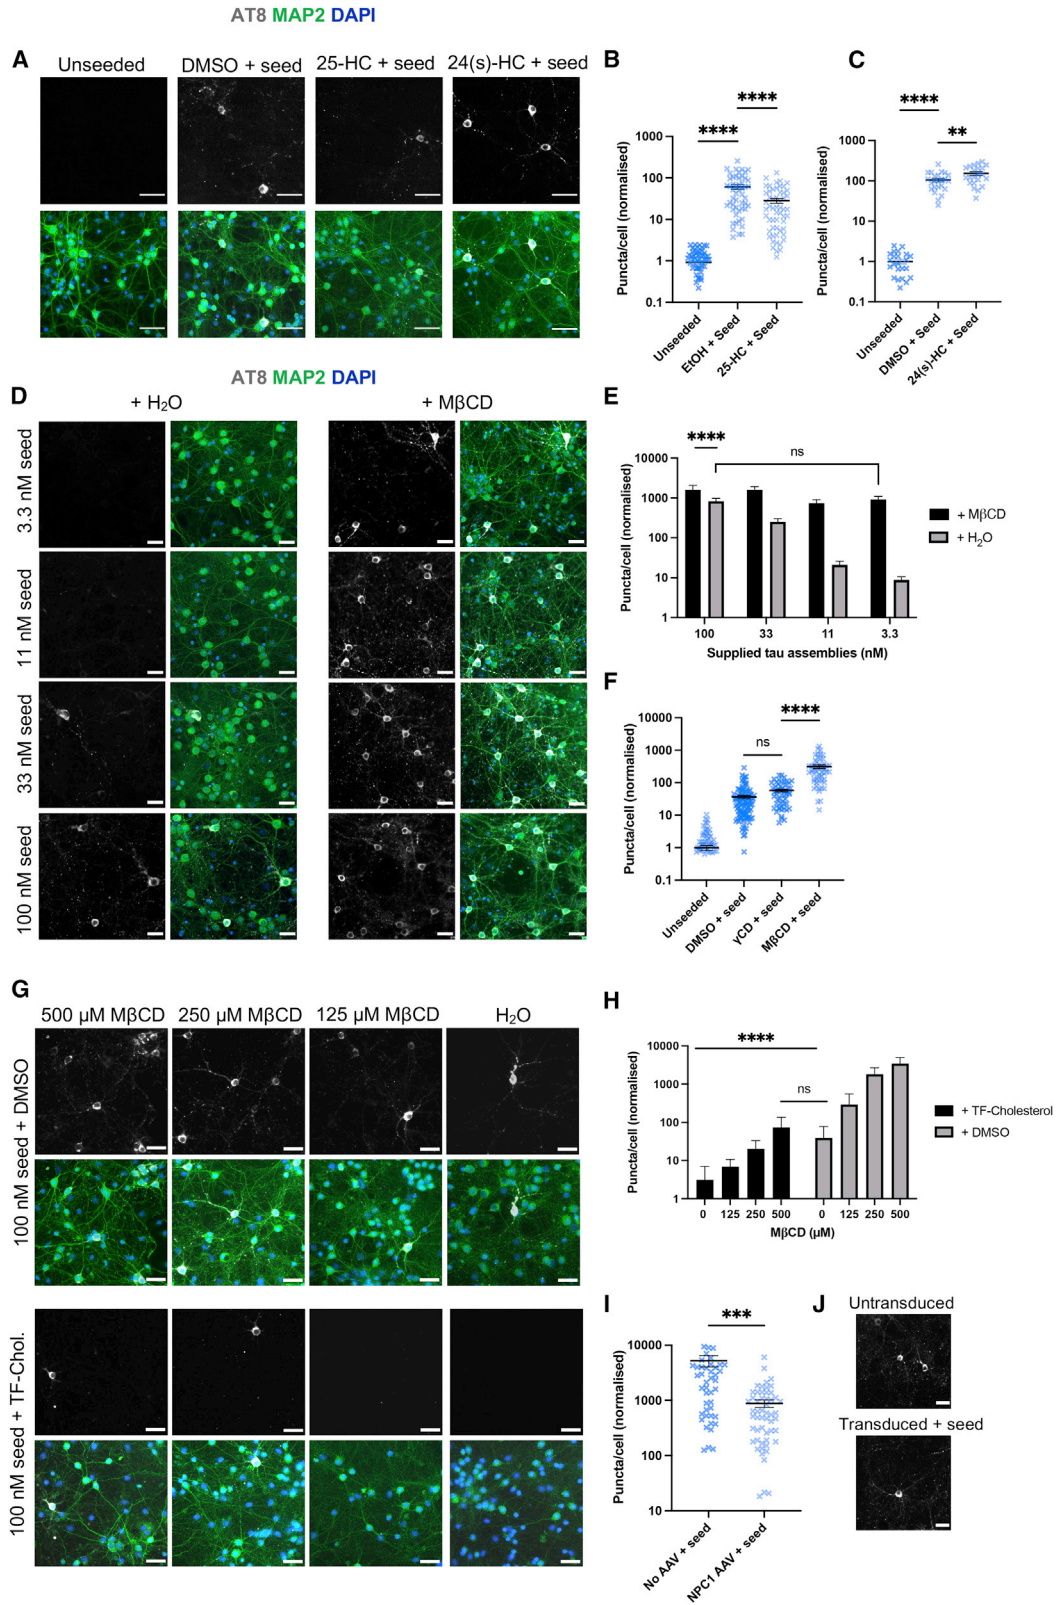 AT8 MAP2 DAPI
A
Unseeded
DMSO + seed
25-HC + seed
24(s)-HC + seed
B
Puncta/cell (normalised)
1000
100
10
1
0.1
****
****
Unseeded
EtOH + Seed
25-HC + Seed
C
Puncta/cell (normalised)
1000
100
10
1
0.1
****
**
Unseeded
DMSO + Seed
24(s)-HC + Seed
AT8 MAP2 DAPI
D
+ H₂O
+ MβCD
3.3 nM seed
11 nM seed
33 nM seed
100 nM seed
E
Puncta/cell (normalised)
10000
1000
100
10
1
****
ns
100
33
11
3.3
Supplied tau assemblies (nM)
+ MβCD
+ H₂O
F
Puncta/cell (normalised)
10000
1000
100
10
1
0.1
ns
****
Unseeded
DMSO + seed
γCD + seed
MβCD + seed
G
500 µM MβCD
250 µM MβCD
125 µM MβCD
H₂O
100 nM seed + DMSO
100 nM seed + TF-Chol.
H
Puncta/cell (normalised)
10000
1000
100
10
1
****
ns
0
125
250
500
0
125
250
500
MβCD (µM)
+ TF-Cholesterol
+ DMSO
I
Puncta/cell (normalised)
10000
1000
100
10
***
No AAV + seed
NPC1 AAV + seed
J
Untransduced
Transduced + seed